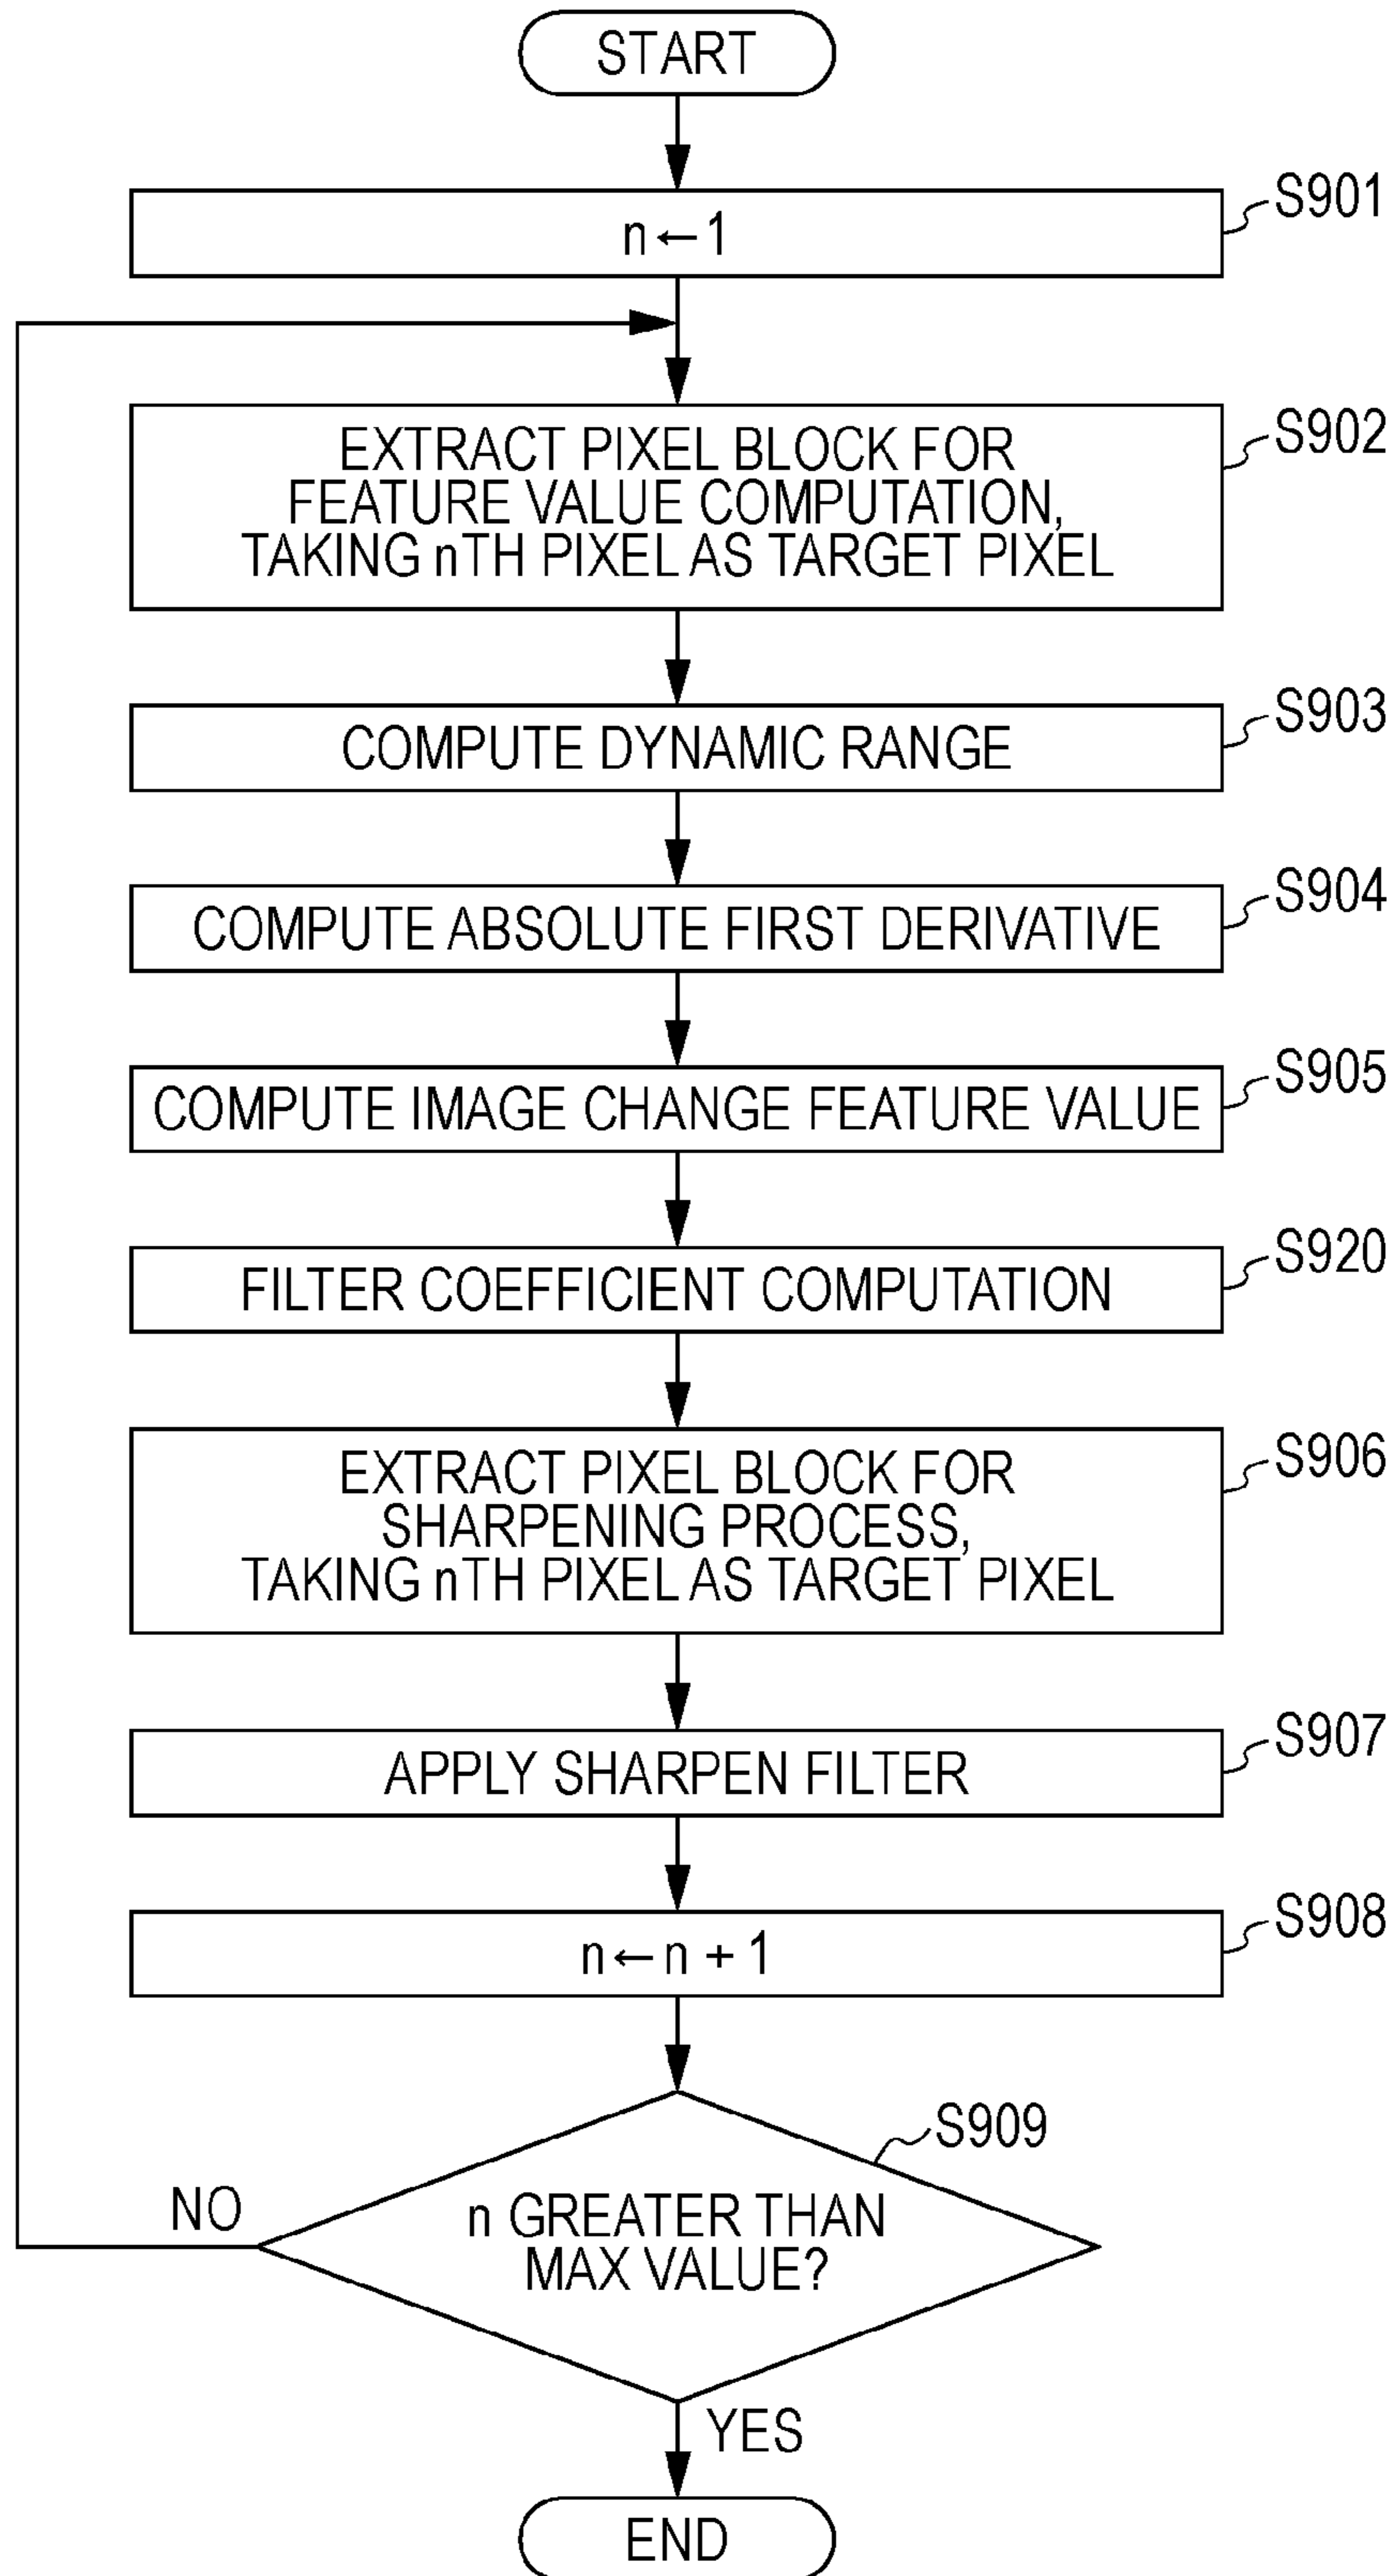 START
n←1
S901
EXTRACT PIXEL BLOCK FOR
FEATURE VALUE COMPUTATION,
TAKING nTH PIXEL AS TARGET PIXEL
S902
COMPUTE DYNAMIC RANGE
S903
COMPUTE ABSOLUTE FIRST DERIVATIVE
S904
COMPUTE IMAGE CHANGE FEATURE VALUE
S905
FILTER COEFFICIENT COMPUTATION
S920
EXTRACT PIXEL BLOCK FOR
SHARPENING PROCESS,
TAKING nTH PIXEL AS TARGET PIXEL
S906
APPLY SHARPEN FILTER
S907
n←n + 1
S908
S909
n GREATER THAN
MAX VALUE?
NO
YES
END